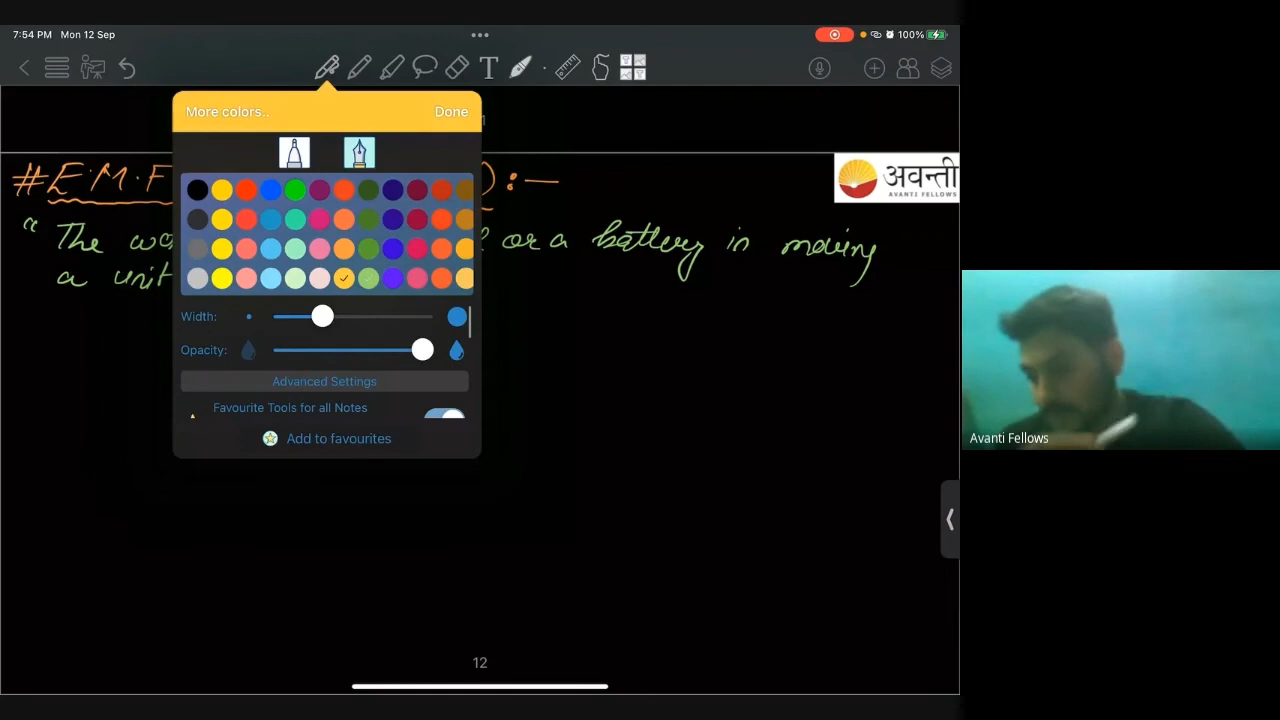 7:54 PM Mon 12 Sep
100%
T
More colors..
Done
#E.M.F :—
अवन्ती
AVANTI FELLOWS
" The or a battery in moving
a unit
Width:
Opacity:
Advanced Settings
Favourite Tools for all Notes
Add to favourites
Avanti Fellows
12